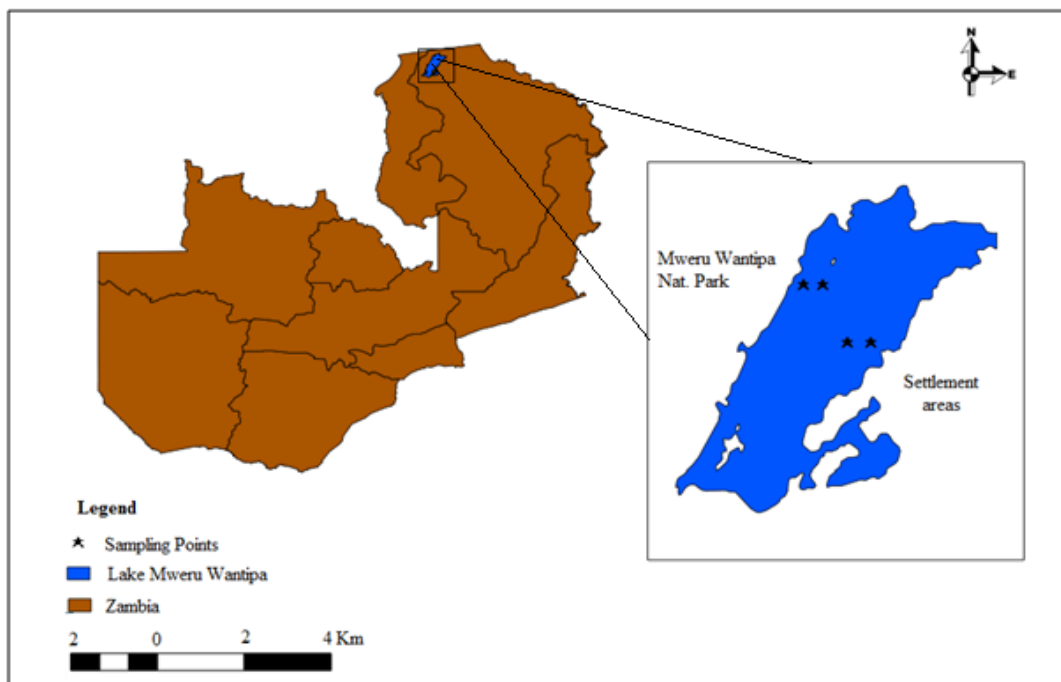 N
E
Mweru Wantipa
Nat. Park
Settlement
areas
Legend
Sampling Points
Lake Mweru Wantipa
Zambia
2 0 2 4 Km